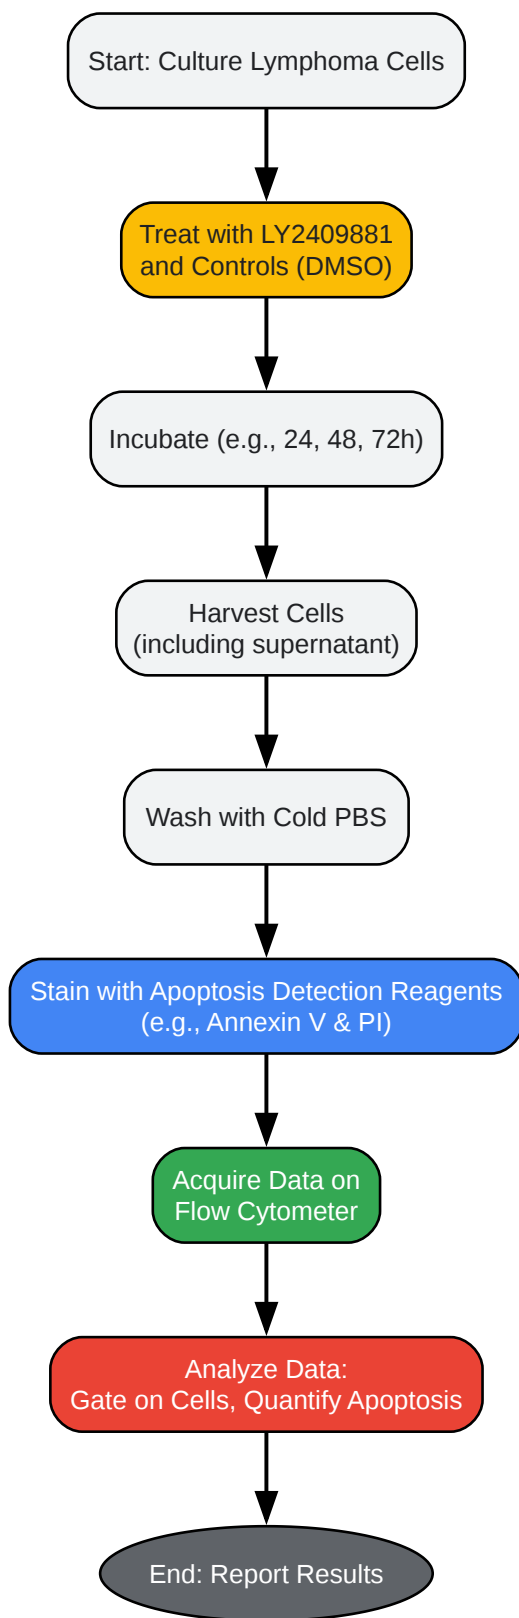 Start: Culture Lymphoma Cells
Treat with LY2409881
and Controls (DMSO)
Incubate (e.g., 24, 48, 72h)
Harvest Cells
(including supernatant)
Wash with Cold PBS
Stain with Apoptosis Detection Reagents
(e.g., Annexin V & PI)
Acquire Data on
Flow Cytometer
Analyze Data:
Gate on Cells, Quantify Apoptosis
End: Report Results